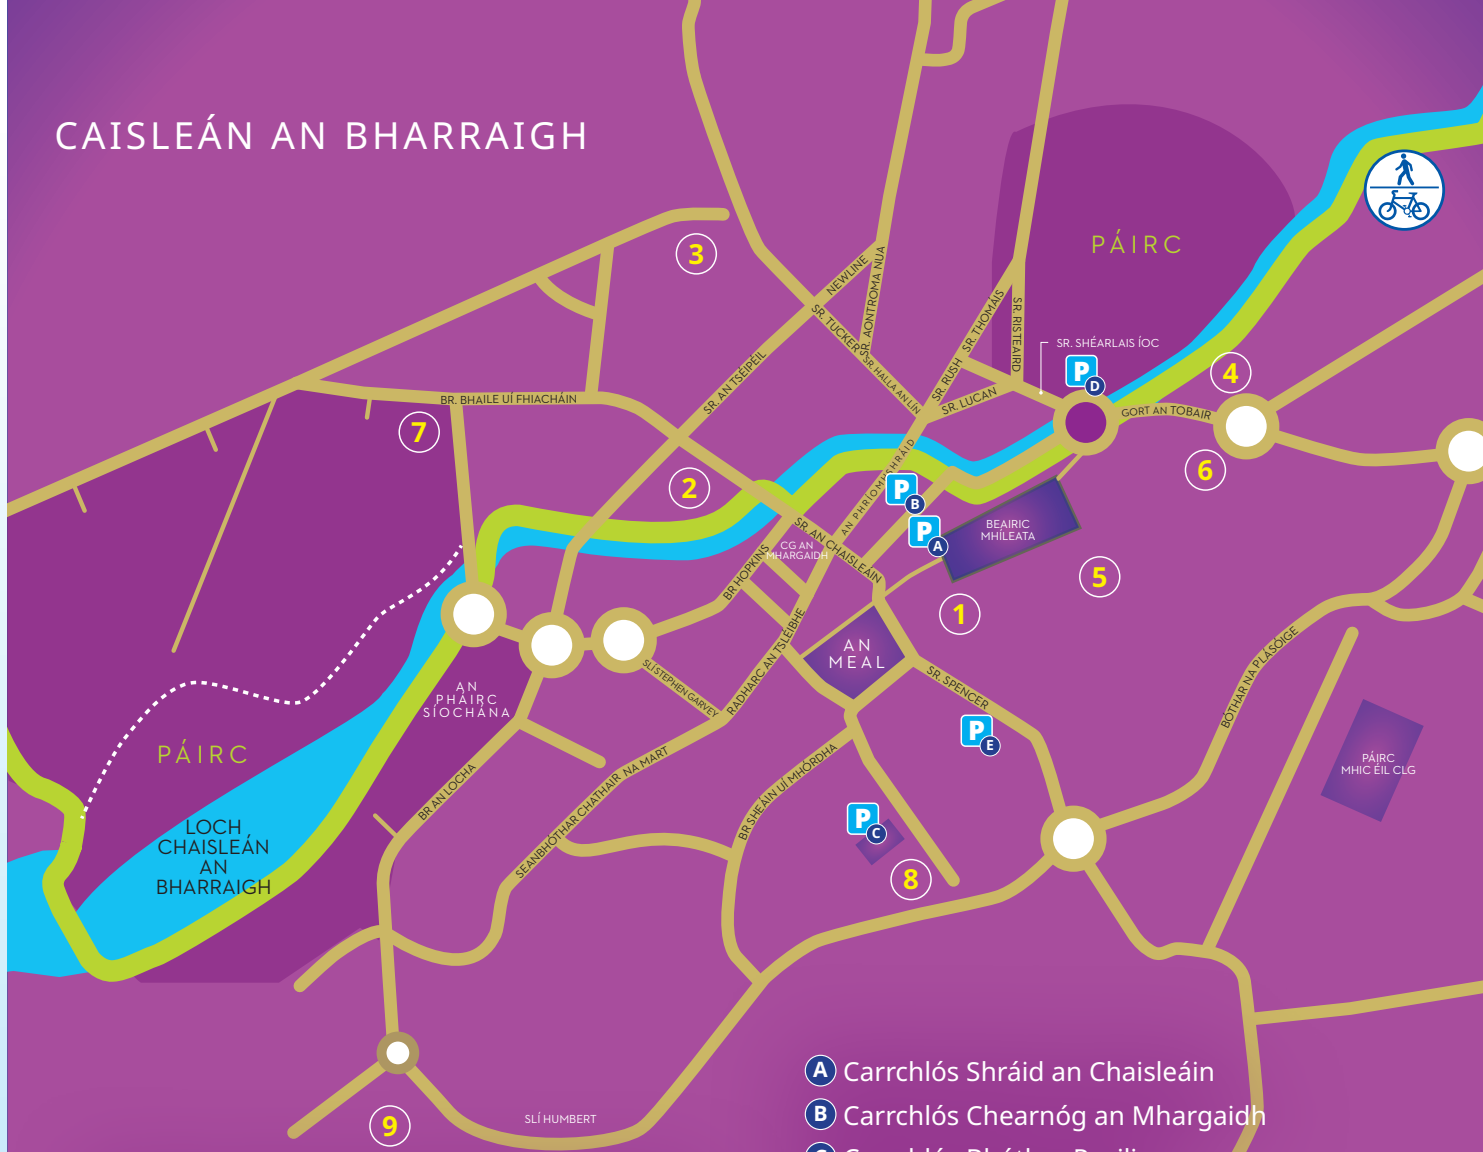 CAISLEÁN AN BHARRAIGH
3
NEWLINE
SR. AONTROMA NUA
SR. TUCKER
SR. HALLA AN LÍN
SR. THOMÁIS
SR. RISTEAIRD
PÁIRC
SR. SHÉARLAIS ÍOC
P
D
4
SR. RUSH
SR. LUCAN
GORT AN TOBAIR
SR. AN TSÉIPÉIL
BR. BHAILE UÍ FHIACHÁIN
7
2
6
AN PHRÍOMHSHRÁID
P
B
P
A
BEAIRIC
MHÍLEATA
SR. AN CHAISLEÁIN
CG AN
MHARGAIDH
BR HOPKINS
5
1
AN
MEAL
RADHARC AN TSLÉIBHE
SLÍ STEPHEN GARVEY
SR. SPENCER
BÓTHAR NA PLÁSÓIGE
AN
PHÁIRC
SÍOCHÁNA
P
E
PÁIRC
PÁIRC
MHIC ÉIL CLG
BR AN LOCHA
SEANBHÓTHAR CHATHAIR NA MART
BR SHEÁIN UÍ MHÓRDHA
P
C
8
LOCH
CHAISLEÁN
AN
BHARRAIGH
A Carrchlós Shráid an Chaisleáin
B Carrchlós Chearnóg an Mhargaidh
SLÍ HUMBERT
9